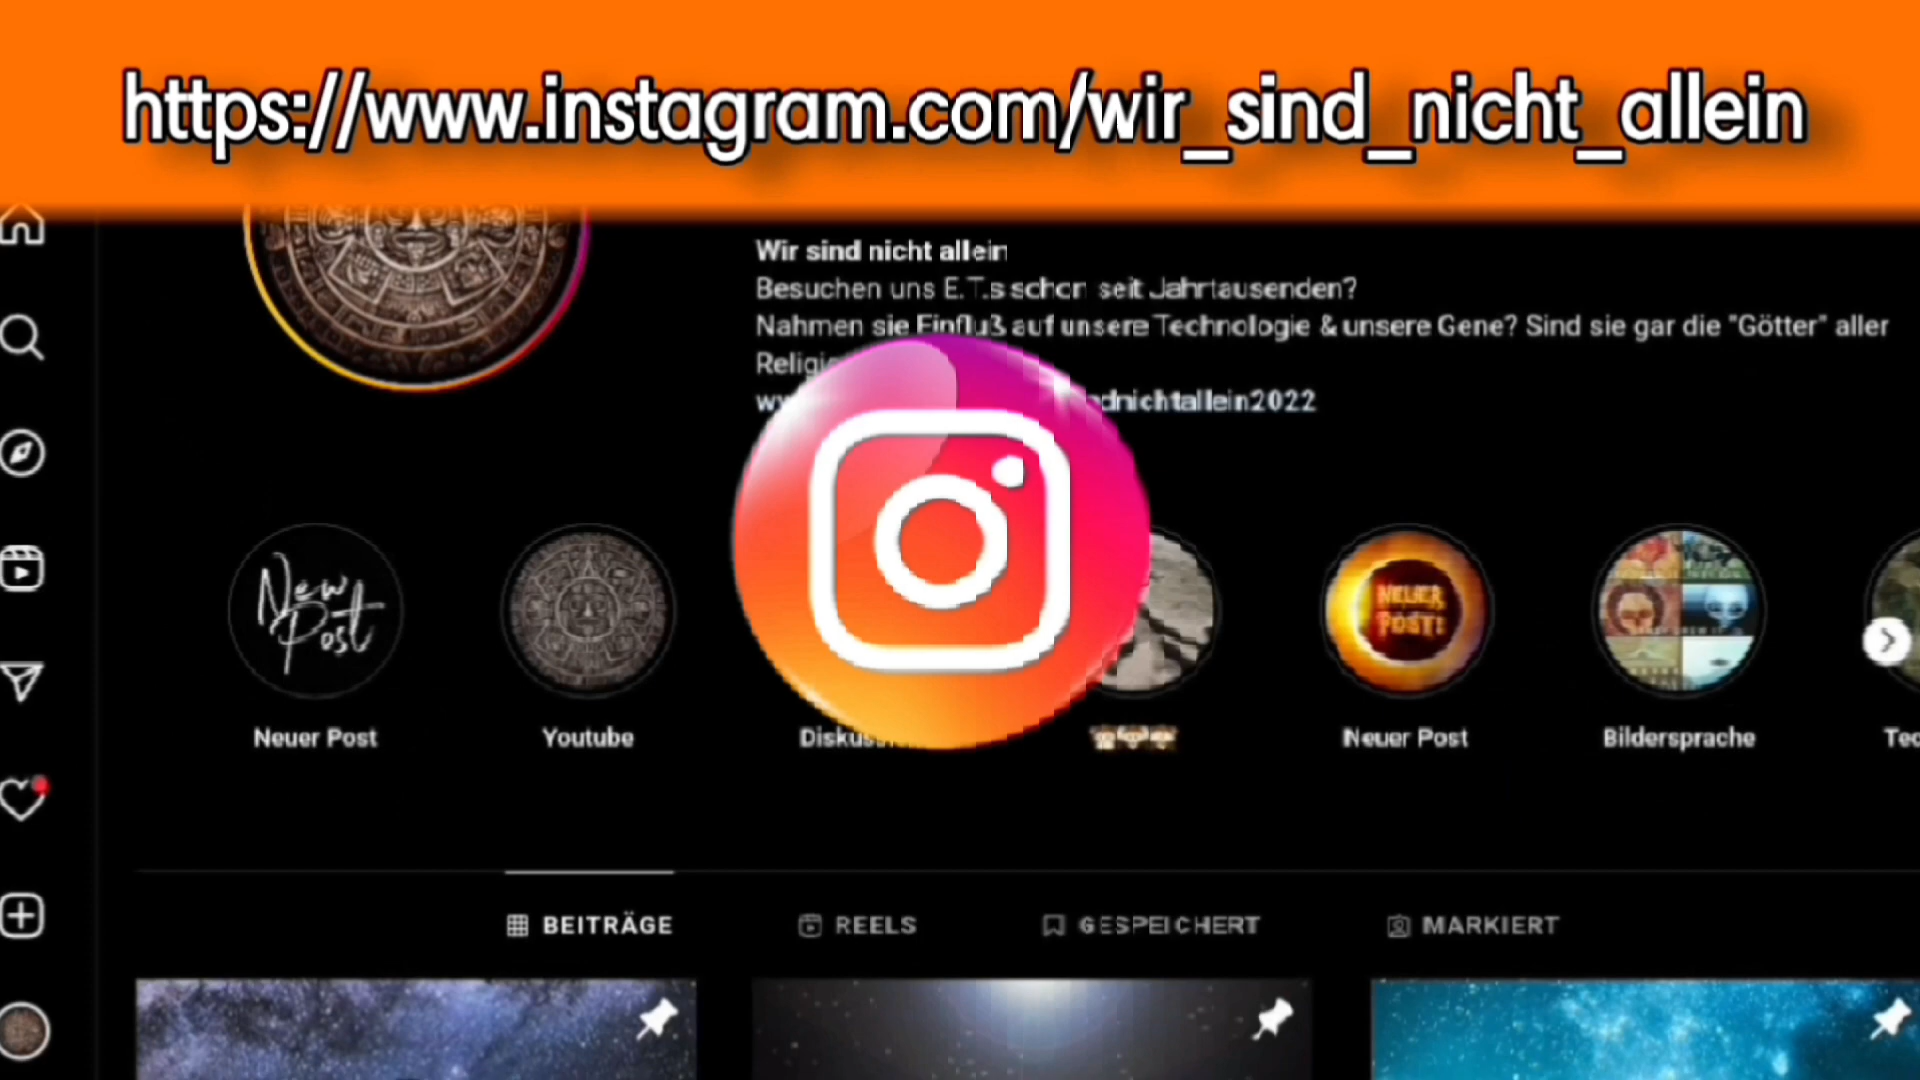 https://www.instagram.com/wir_sind_nicht_allein
Wir sind nicht allein
Besuchen uns E.T.s schon seit Jahrtausenden?
Nahmen sie Einfluß auf unsere Technologie & unsere Gene? Sind sie gar die "Götter" aller
New
Post
NEUER
POST!
Neuer Post
Youtube
Neuer Post
Bildersprache
BEITRÄGE
REELS
GESPEICHERT
MARKIERT